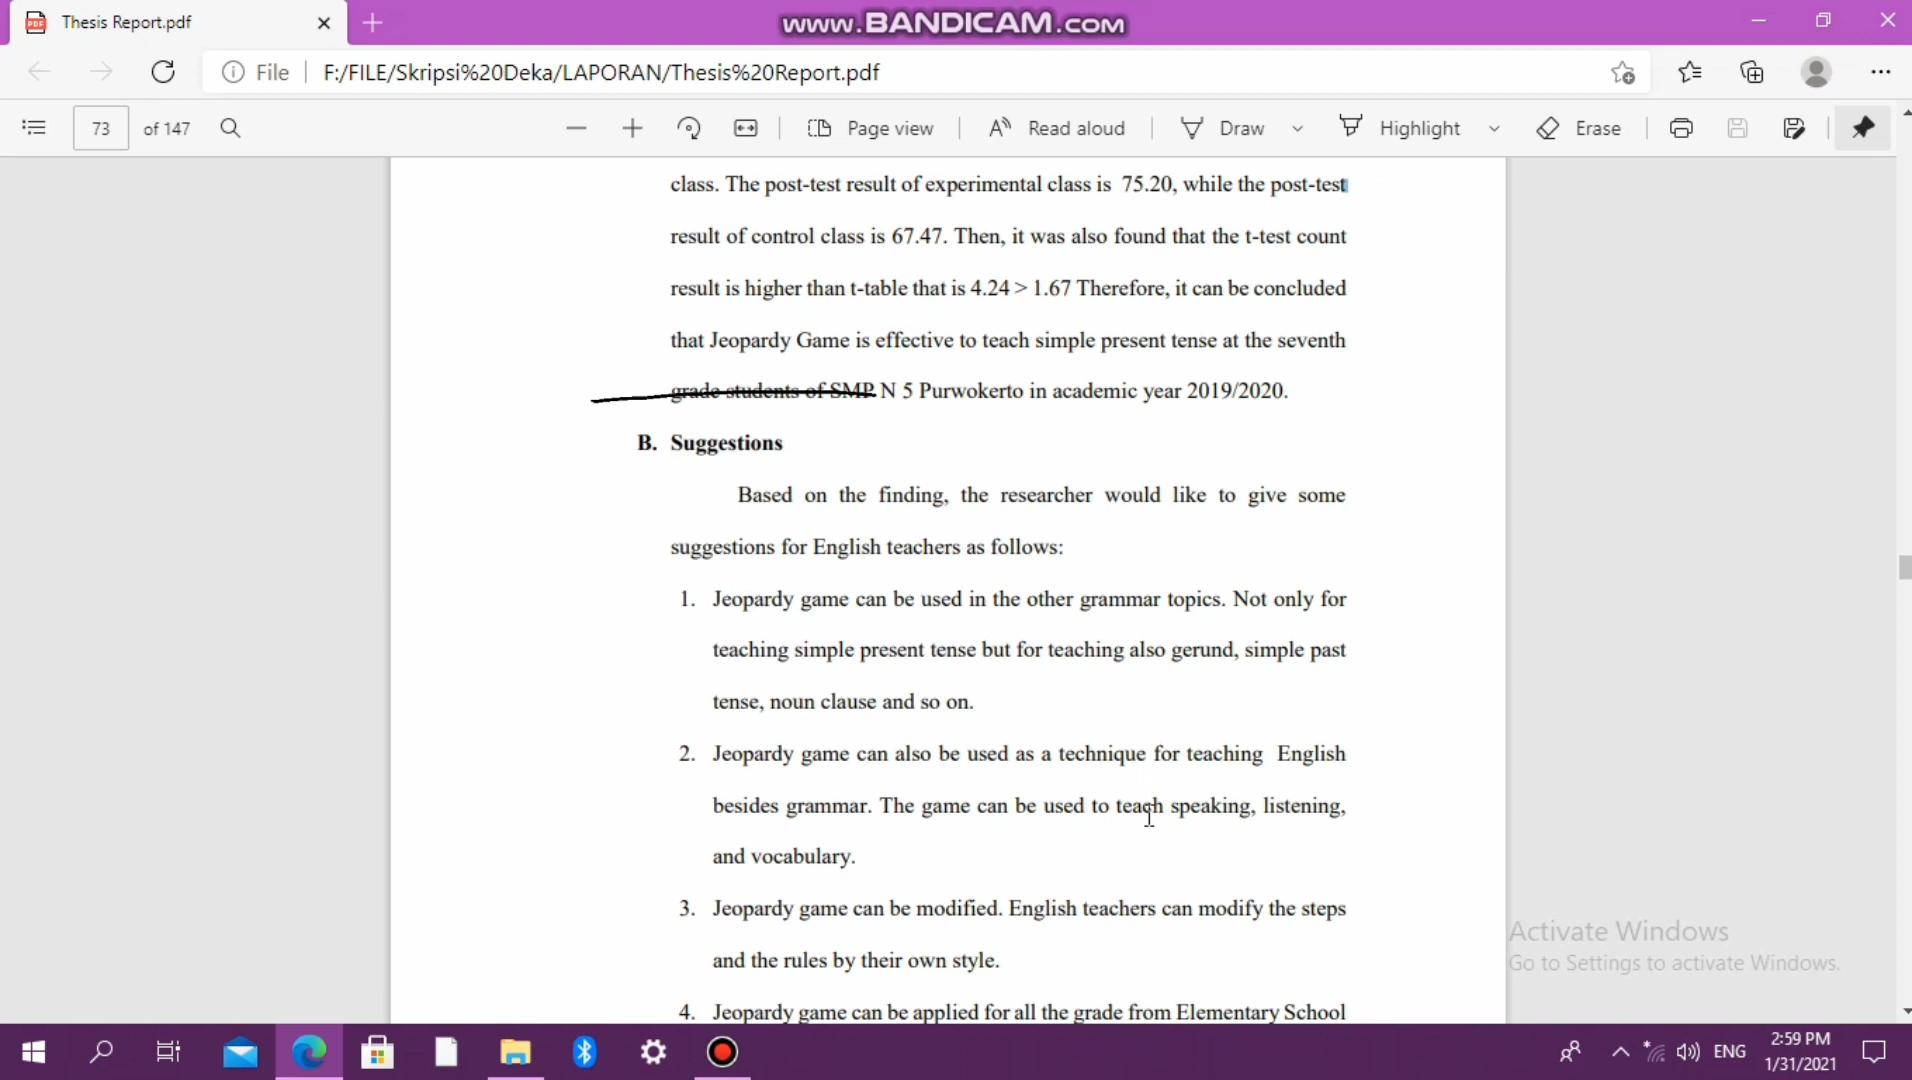 Thesis Report.pdf
www.BANDICAM.com
File
F:/FILE/Skripsi%20Deka/LAPORAN/Thesis%20Report.pdf
73 of 147
Page view
Read aloud
Draw
Highlight
Erase
class. The post-test result of experimental class is 75.20, while the post-test
result of control class is 67.47. Then, it was also found that the t-test count
result is higher than t-table that is 4.24 > 1.67 Therefore, it can be concluded
that Jeopardy Game is effective to teach simple present tense at the seventh
grade students of SMP N 5 Purwokerto in academic year 2019/2020.
B. Suggestions
Based on the finding, the researcher would like to give some
suggestions for English teachers as follows:
1. Jeopardy game can be used in the other grammar topics. Not only for
teaching simple present tense but for teaching also gerund, simple past
tense, noun clause and so on.
2. Jeopardy game can also be used as a technique for teaching English
besides grammar. The game can be used to teach speaking, listening,
and vocabulary.
3. Jeopardy game can be modified. English teachers can modify the steps
and the rules by their own style.
4. Jeopardy game can be applied for all the grade from Elementary School
Activate Windows
Go to Settings to activate Windows.
ENG
2:59 PM
1/31/2021